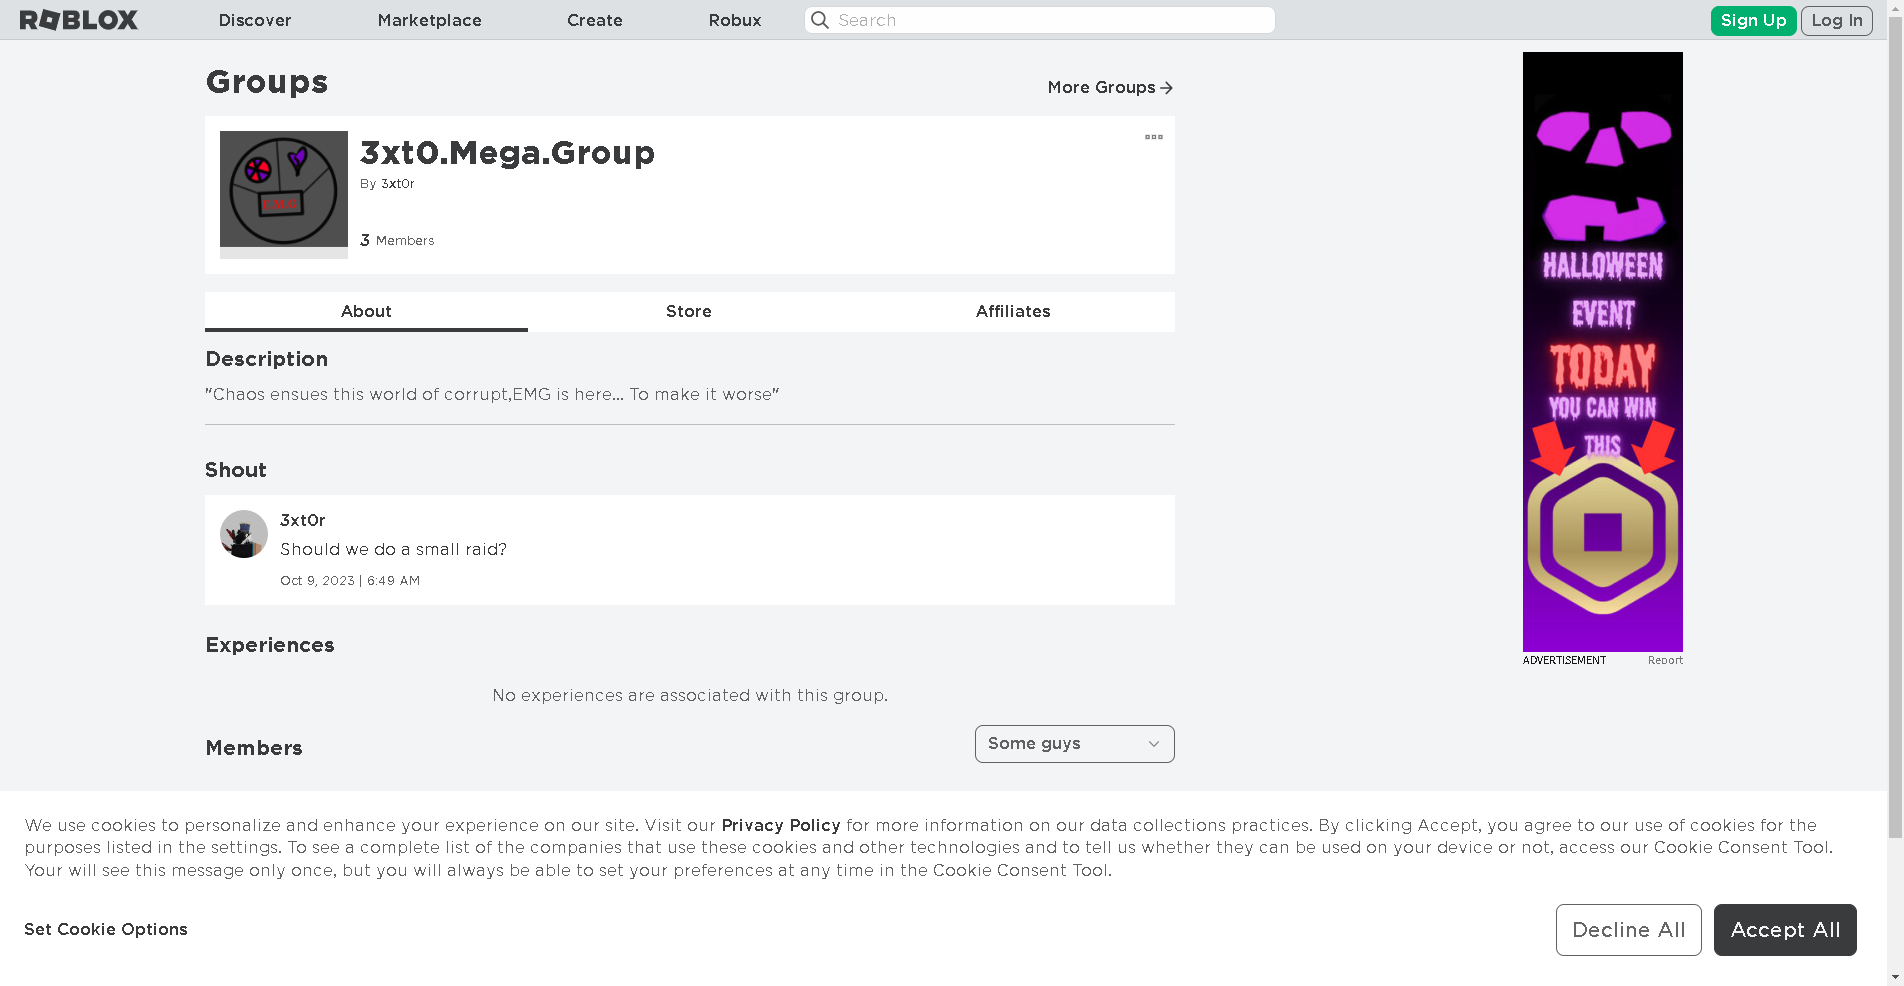 ROBLOX
Discover
Marketplace
Create
Robux
Search
Sign Up
Log In
Groups
More Groups
3xt0.Mega.Group
By 3xt0r
3 Members
E.M.G
About
Store
Affiliates
Description
"Chaos ensues this world of corrupt,EMG is here... To make it worse"
Shout
3xt0r
Should we do a small raid?
Oct 9, 2023 | 6:49 AM
Experiences
No experiences are associated with this group.
Members
Some guys
HALLOWEEN
EVENT
TODAY
YOU CAN WIN
THIS
ADVERTISEMENT
Report
We use cookies to personalize and enhance your experience on our site. Visit our Privacy Policy for more information on our data collections practices. By clicking Accept, you agree to our use of cookies for the
purposes listed in the settings. To see a complete list of the companies that use these cookies and other technologies and to tell us whether they can be used on your device or not, access our Cookie Consent Tool.
Your will see this message only once, but you will always be able to set your preferences at any time in the Cookie Consent Tool.
Set Cookie Options
Decline All
Accept All